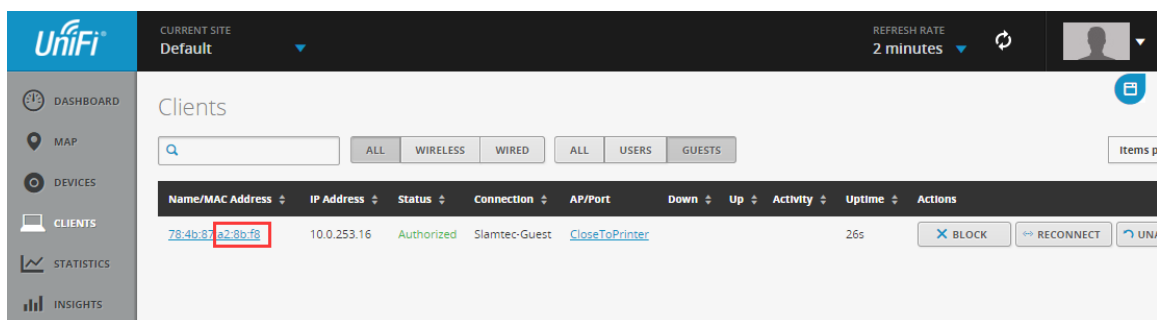 UniFi
CURRENT SITE
Default
REFRESH RATE
2 minutes
DASHBOARD
MAP
DEVICES
CLIENTS
STATISTICS
INSIGHTS
Clients
ALL WIRELESS WIRED ALL USERS GUESTS
Items p
Name/MAC Address IP Address Status Connection AP/Port Down Up Activity Uptime Actions
78:4b:87:a2:8b:f8 10.0.253.16 Authorized Slamtec-Guest CloseToPrinter 26s BLOCK RECONNECT UNA